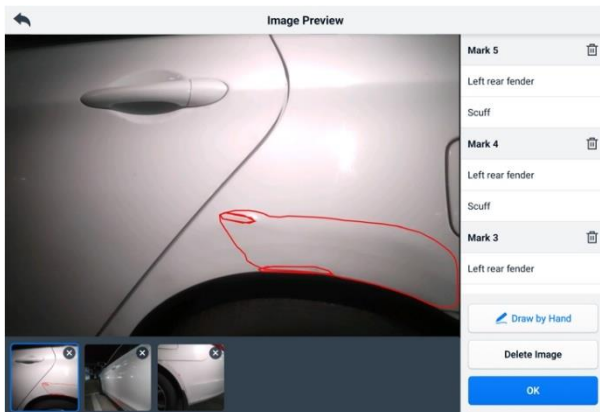 Image Preview
Mark 5
Left rear fender
Scuff
Mark 4
Left rear fender
Scuff
Mark 3
Left rear fender
Draw by Hand
Delete Image
OK